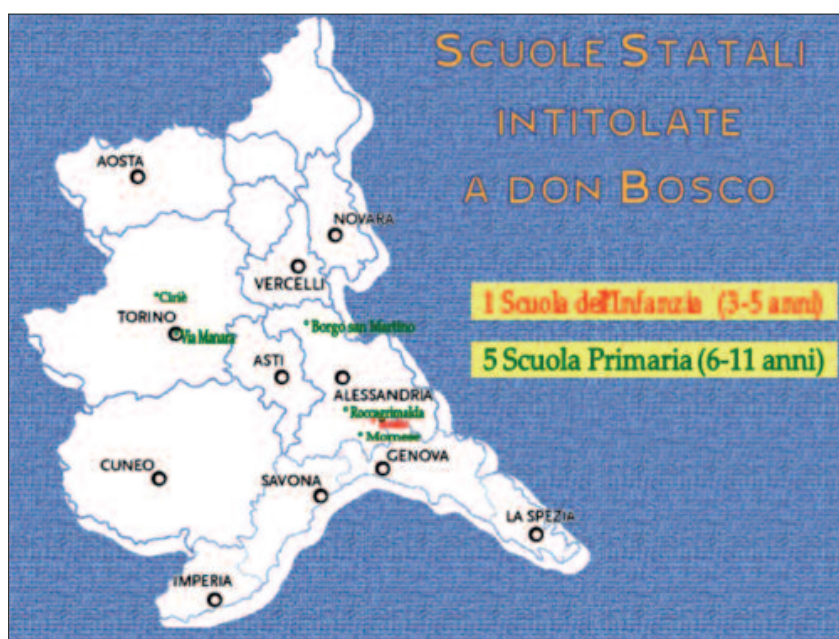 SCUOLE STATALI
INTITOLATE
A DON BOSCO
AOSTA
NOVARA
VERCELLI
Ciriè
TORINO
Via Manara
Borgo san Martino
ASTI
ALESSANDRIA
Roccagrimalda
Mornese
CUNEO
GENOVA
SAVONA
LA SPEZIA
IMPERIA
1 Scuola dell'Infanzia (3-5 anni)
5 Scuola Primaria (6-11 anni)